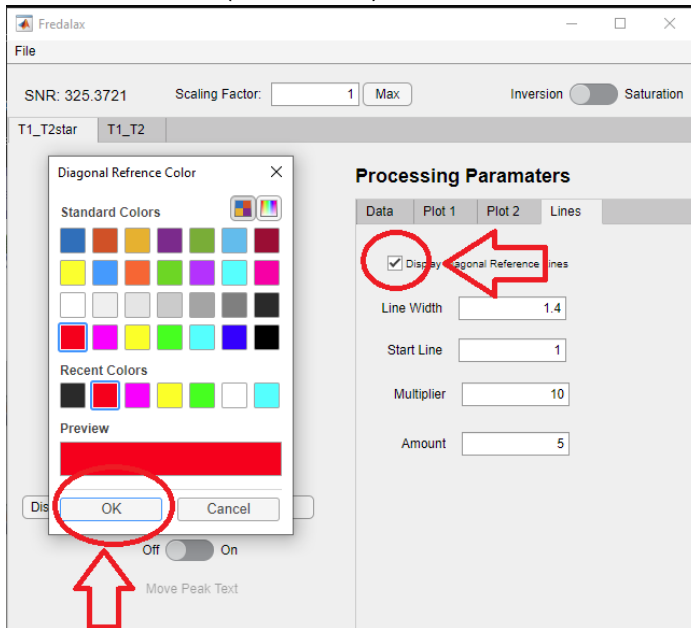 Fredalax
File
SNR: 325.3721 Scaling Factor: 1 Max Inversion Saturation
T1_T2star T1_T2
Diagonal Refrence Color
Standard Colors
Recent Colors
Preview
OK Cancel
Dis
Off On
Move Peak Text
Processing Paramaters
Data Plot 1 Plot 2 Lines
Display Diagonal Reference Lines
Line Width 1.4
Start Line 1
Multiplier 10
Amount 5